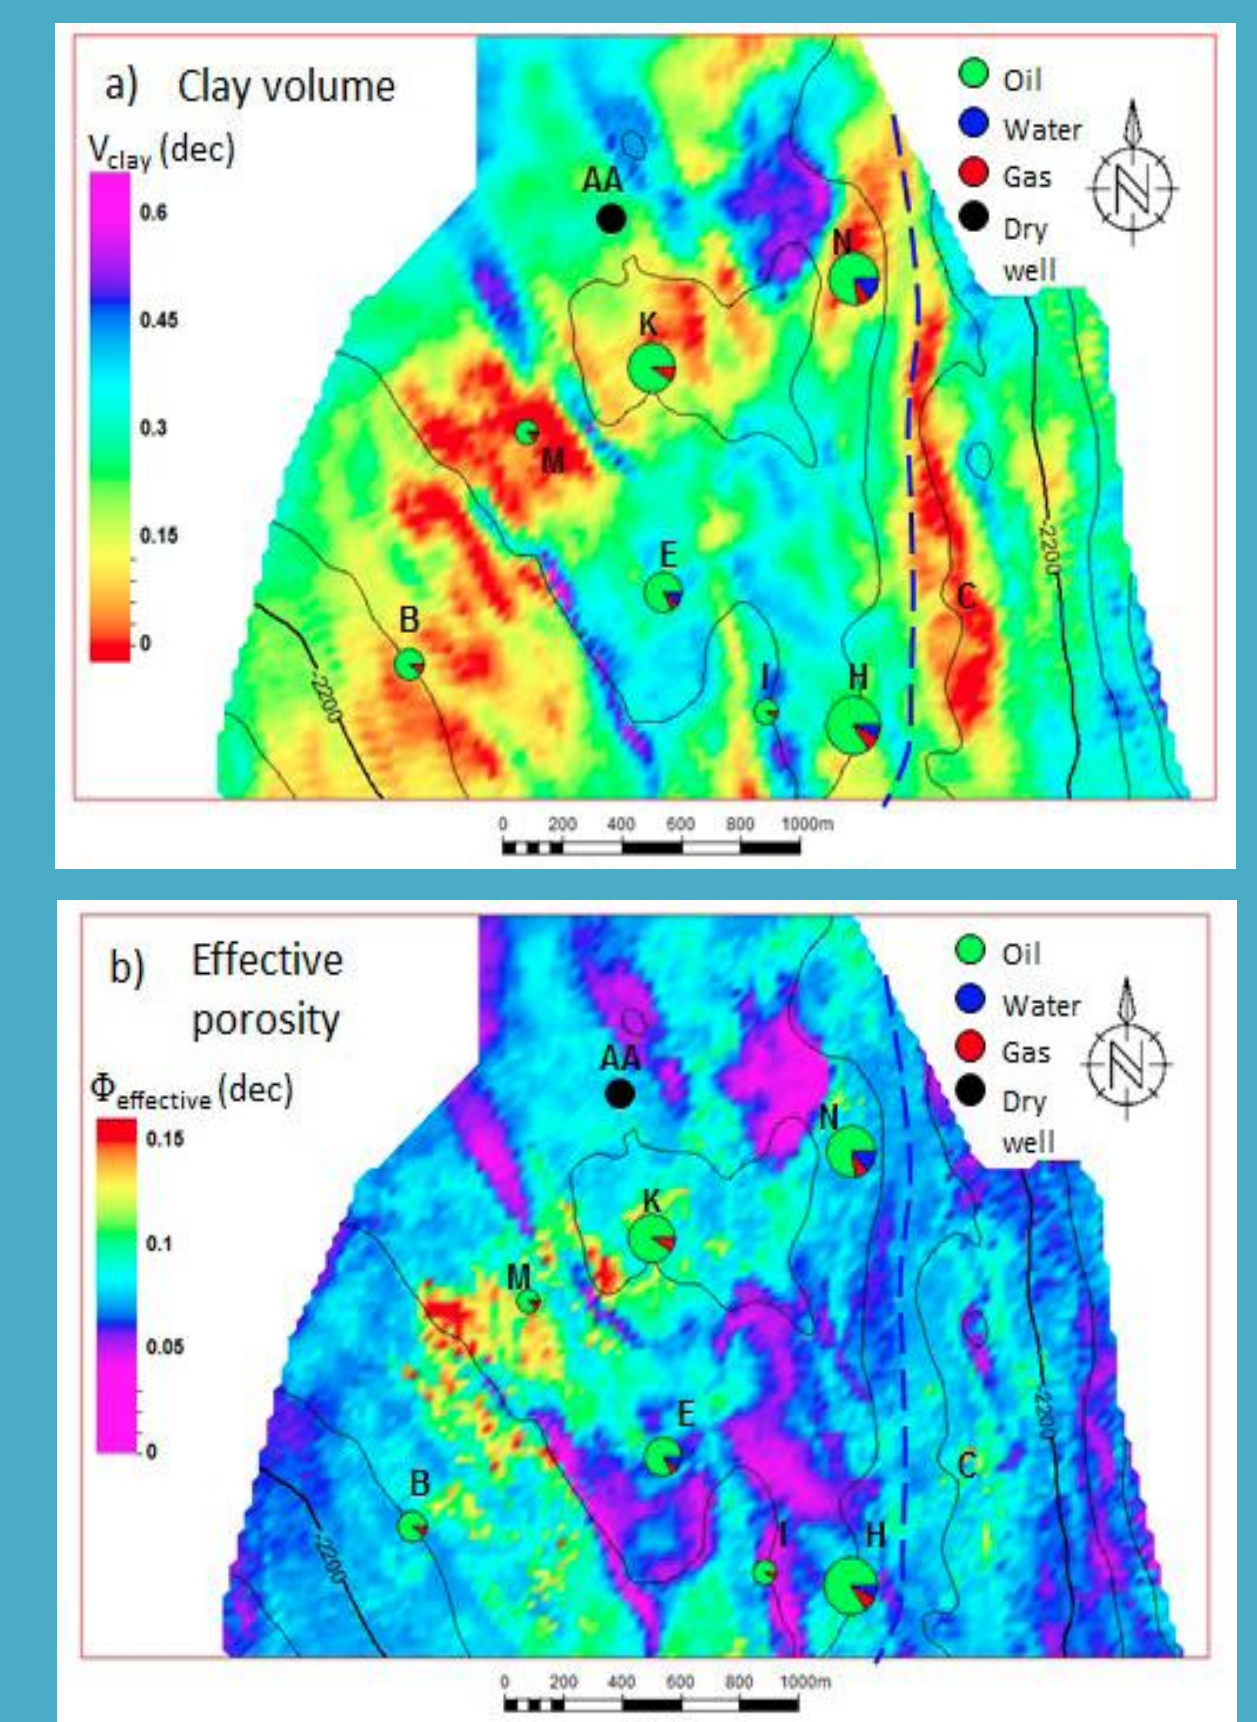 a) Clay volume
V_clay (dec)
0.6
0.45
0.3
0.15
0
Oil
Water
Gas
Dry
well
N
AA
N
K
M
E
B
C
I
H
-2200
-2200
0 200 400 600 800 1000m
b) Effective
porosity
Φ_effective (dec)
0.15
0.1
0.05
0
Oil
Water
Gas
Dry
well
N
AA
N
K
M
E
B
C
I
H
-2200
-2200
0 200 400 600 800 1000m